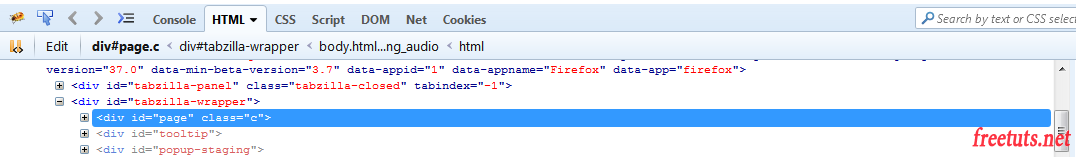 Console HTML CSS Script DOM Net Cookies Search by text or CSS selec
Edit div#page.c < div#tabzilla-wrapper < body.html...ng_audio < html
version="37.0" data-min-beta-version="3.7" data-appid="1" data-appname="Firefox" data-app="firefox">
<div id="tabzilla-panel" class="tabzilla-closed" tabindex="-1">
<div id="tabzilla-wrapper">
<div id="page" class="c">
<div id="tooltip">
<div id="popup-staging">
freetuts.net